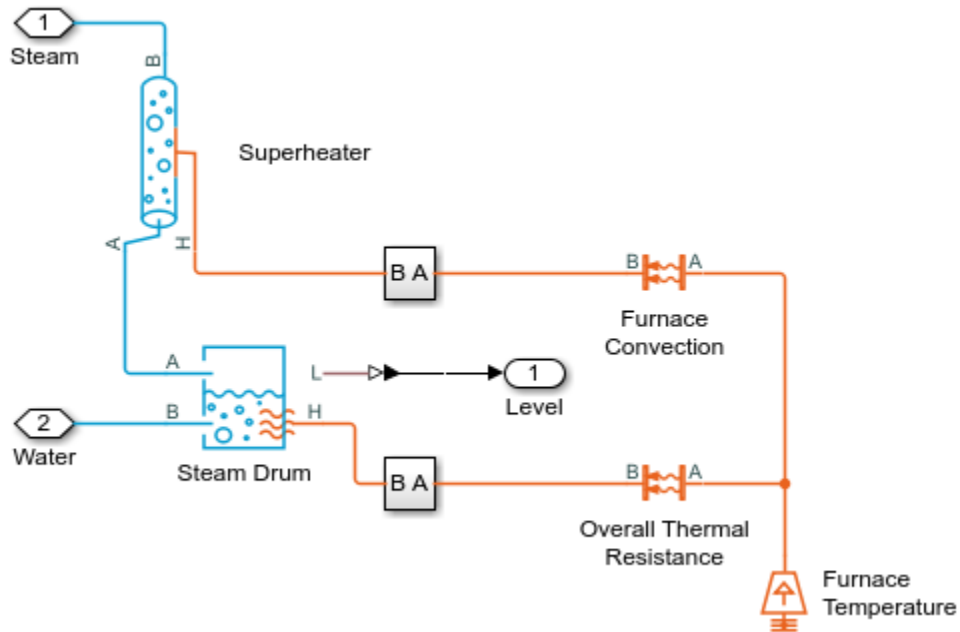 1
Steam
B
Superheater
A
H
B A
B
A
Furnace
Convection
A
L
1
Level
B
H
2
Water
Steam Drum
B A
B
A
Overall Thermal
Resistance
Furnace
Temperature